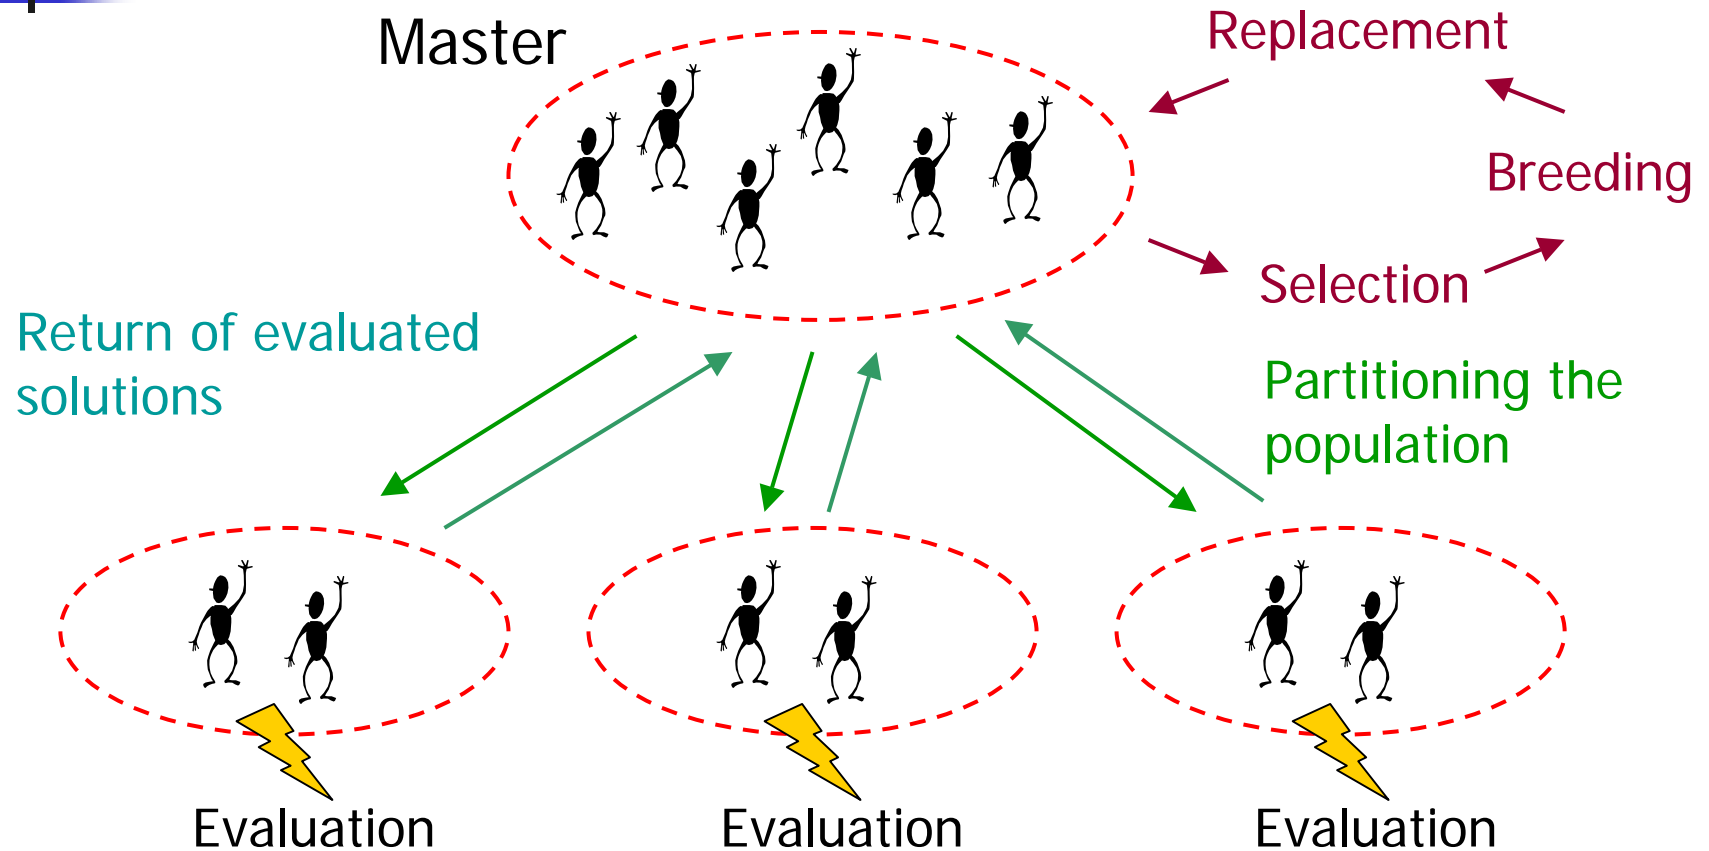 Master
Replacement
Breeding
Selection
Return of evaluated
solutions
Partitioning the
population
Evaluation
Evaluation
Evaluation